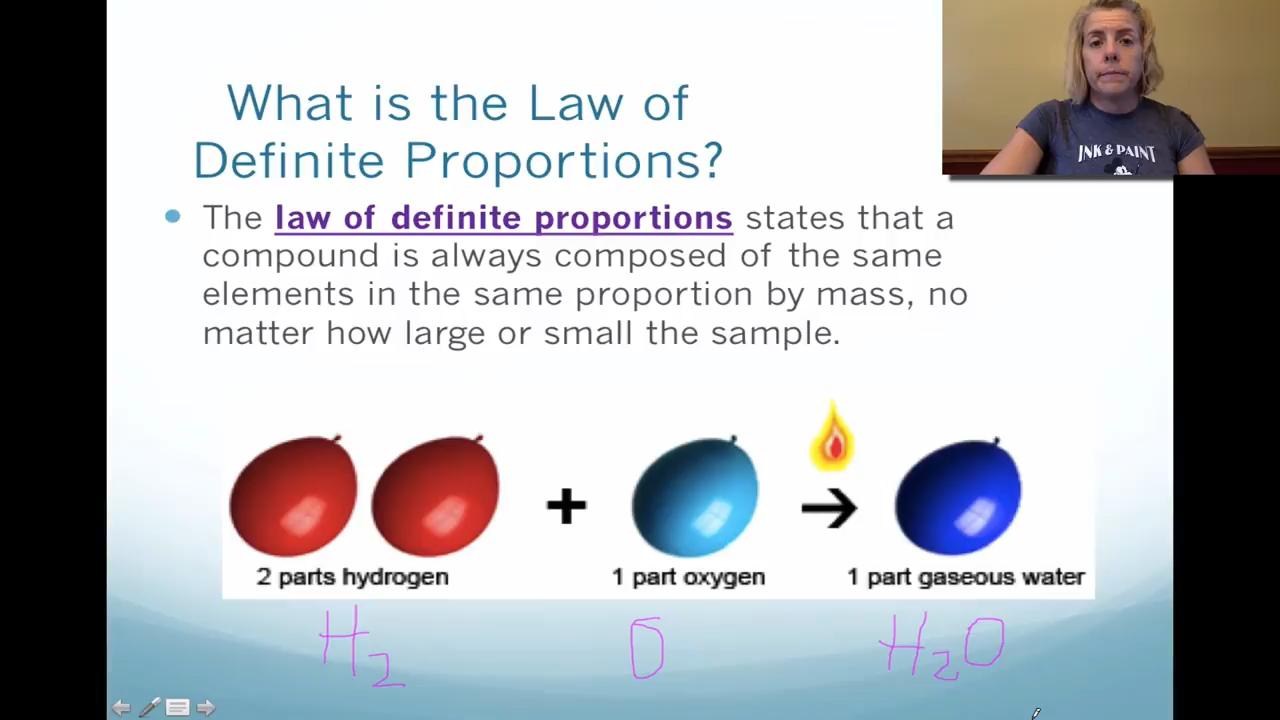 What is the Law of
Definite Proportions?
INK & PAINT
• The law of definite proportions states that a
compound is always composed of the same
elements in the same proportion by mass, no
matter how large or small the sample.
+
→
2 parts hydrogen
1 part oxygen
1 part gaseous water
H2
O
H2O